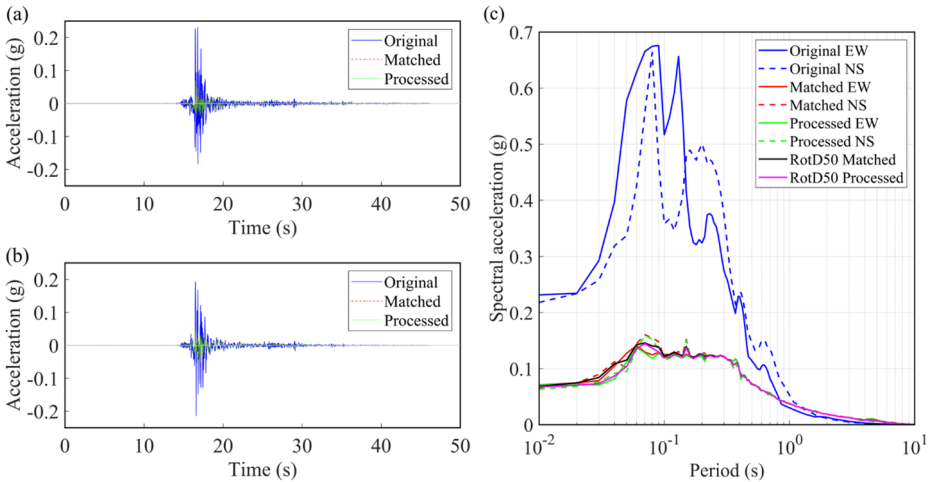 (a)
Acceleration (g)
0.2
0.1
0
-0.1
-0.2
Original
Matched
Processed
0 10 20 30 40 50
Time (s)
(b)
Acceleration (g)
0.2
0.1
0
-0.1
-0.2
Original
Matched
Processed
0 10 20 30 40 50
Time (s)
(c)
Spectral acceleration (g)
0.7
0.6
0.5
0.4
0.3
0.2
0.1
0
Original EW
Original NS
Matched EW
Matched NS
Processed EW
Processed NS
RotD50 Matched
RotD50 Processed
10⁻² 10⁻¹ 10⁰ 10¹
Period (s)